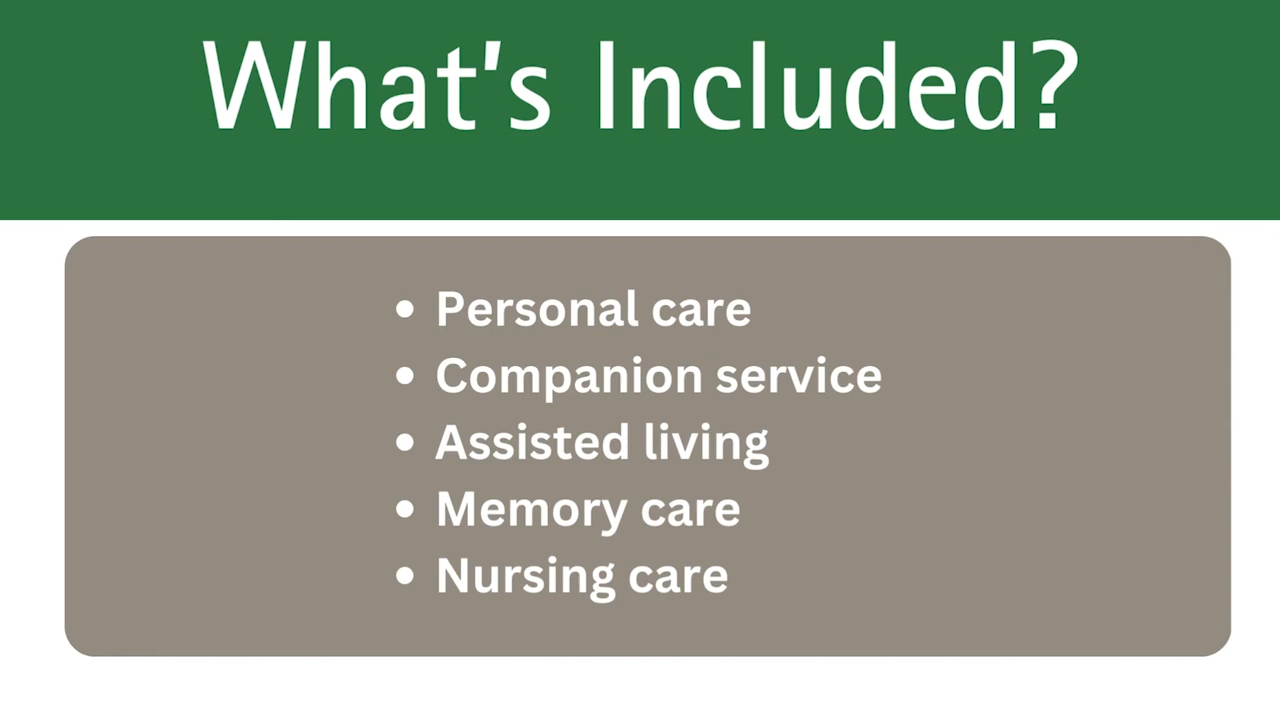 What's Included?
• Personal care
• Companion service
• Assisted living
• Memory care
• Nursing care